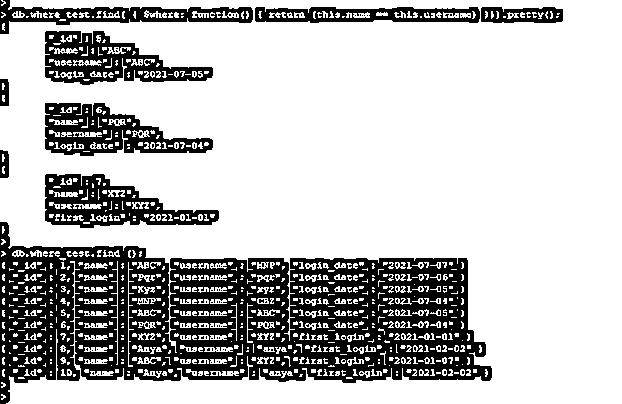 > db.where_test.find( { $where: function() { return (this.name == this.username) }}).pretty();
{
"_id" : 5,
"name" : "ABC",
"username" : "ABC",
"login_date" : "2021-07-05"
}
{
"_id" : 6,
"name" : "PQR",
"username" : "PQR",
"login_date" : "2021-07-04"
}
{
"_id" : 7,
"name" : "XYZ",
"username" : "XYZ",
"first_login" : "2021-01-01"
}
>
> db.where_test.find ();
{ "_id" : 1, "name" : "ABC", "username" : "MNP", "login_date" : "2021-07-07" }
{ "_id" : 2, "name" : "Pqr", "username" : "pqr", "login_date" : "2021-07-06" }
{ "_id" : 3, "name" : "Xyz", "username" : "xyz", "login_date" : "2021-07-05" }
{ "_id" : 4, "name" : "MNP", "username" : "CBZ", "login_date" : "2021-07-04" }
{ "_id" : 5, "name" : "ABC", "username" : "ABC", "login_date" : "2021-07-05" }
{ "_id" : 6, "name" : "PQR", "username" : "PQR", "login_date" : "2021-07-04" }
{ "_id" : 7, "name" : "XYZ", "username" : "XYZ", "first_login" : "2021-01-01" }
{ "_id" : 8, "name" : "Anya", "username" : "anya", "first_login" : "2021-02-02" }
{ "_id" : 9, "name" : "ABC", "username" : "XYZ", "first_login" : "2021-01-07" }
{ "_id" : 10, "name" : "Anya", "username" : "anya", "first_login" : "2021-02-02" }
>
>